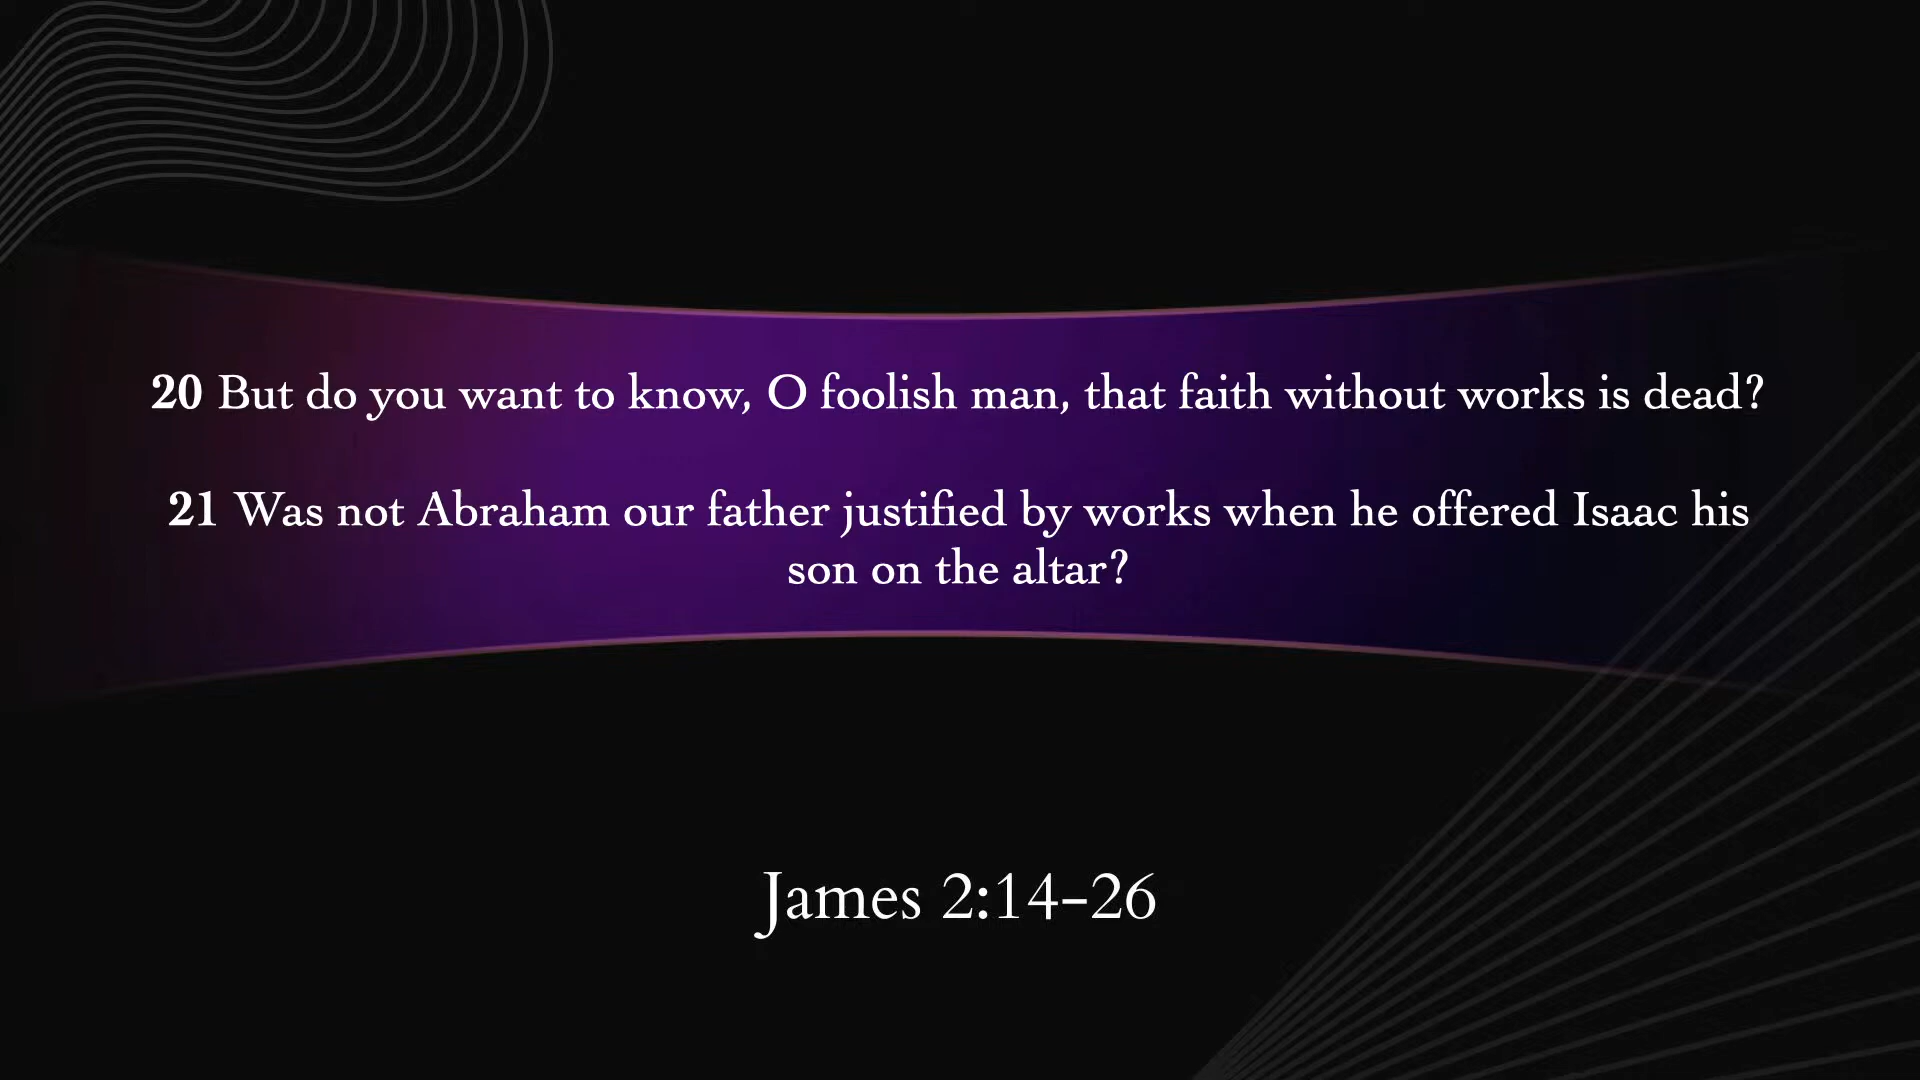 20 But do you want to know, O foolish man, that faith without works is dead?
21 Was not Abraham our father justified by works when he offered Isaac his
son on the altar?
James 2:14-26